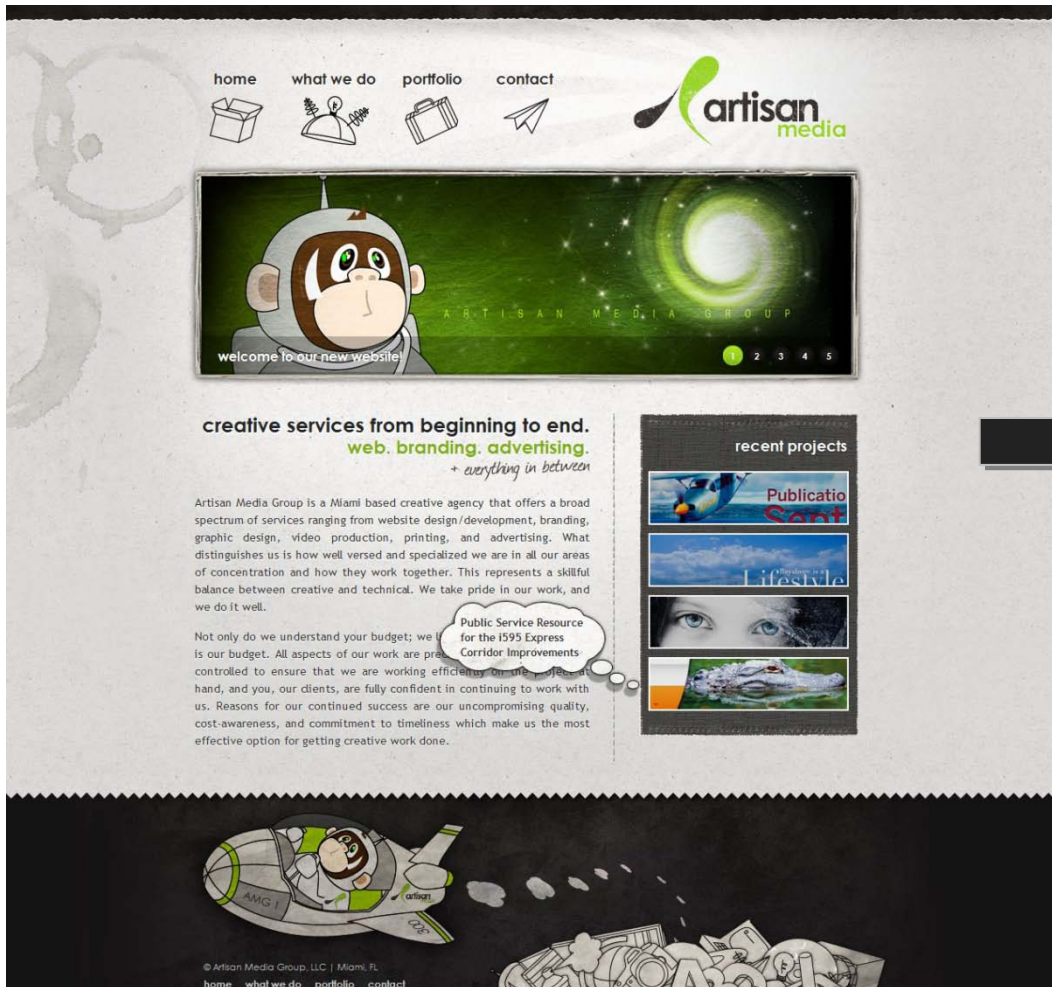 home what we do portfolio contact
artisan
media
ARTISAN MEDIA GROUP
welcome to our new website!
1 2 3 4 5
creative services from beginning to end.
web. branding. advertising.
+ everything in between
Artisan Media Group is a Miami based creative agency that offers a broad
spectrum of services ranging from website design/development, branding,
graphic design, video production, printing, and advertising. What
distinguishes us is how well versed and specialized we are in all our areas
of concentration and how they work together. This represents a skillful
balance between creative and technical. We take pride in our work, and
we do it well.
Not only do we understand your budget; we
is our budget. All aspects of our work are
controlled to ensure that we are working efficiently on the project at
hand, and you, our clients, are fully confident in continuing to work with
us. Reasons for our continued success are our uncompromising quality,
cost-awareness, and commitment to timeliness which make us the most
effective option for getting creative work done.
Public Service Resource
for the i595 Express
Corridor Improvements
recent projects
Publicatio
Sept
Lifestyle
AMG 1
artisan
300
© Artisan Media Group, LLC | Miami, FL
home what we do portfolio contact